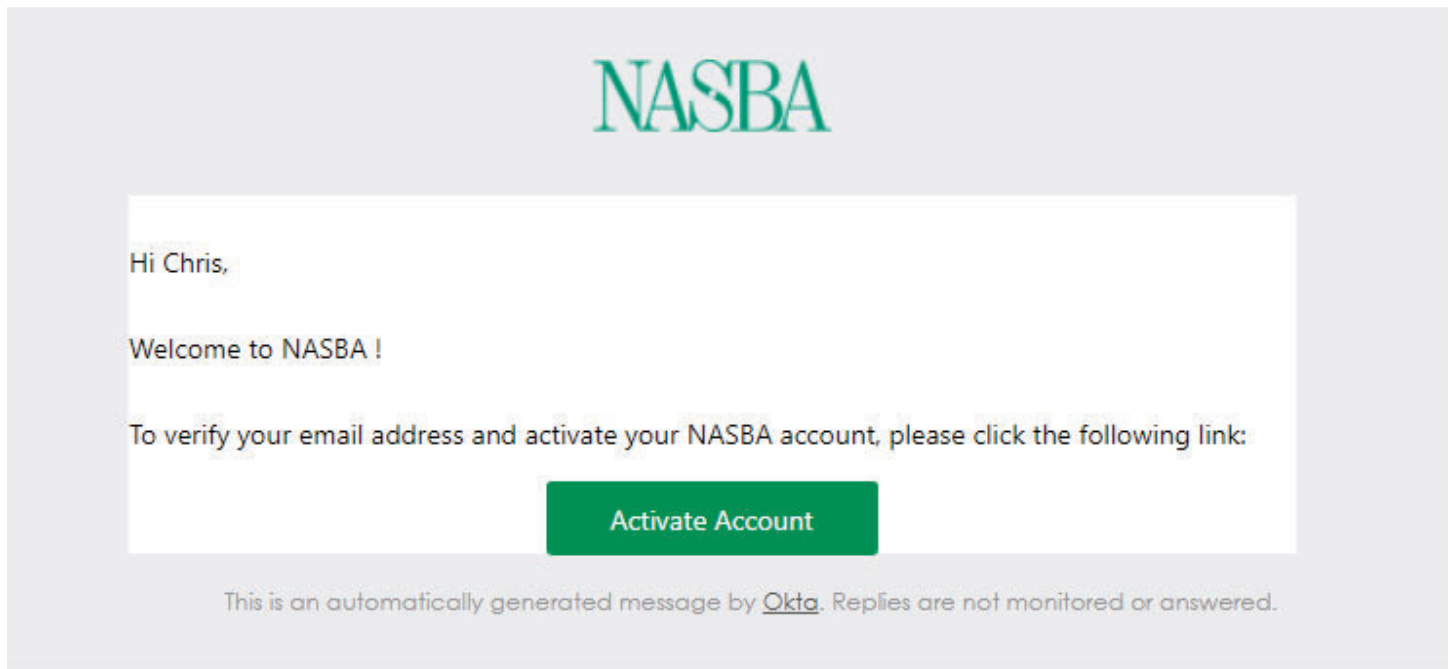 NASBA
Hi Chris,
Welcome to NASBA !
To verify your email address and activate your NASBA account, please click the following link:
Activate Account
This is an automatically generated message by Okta. Replies are not monitored or answered.